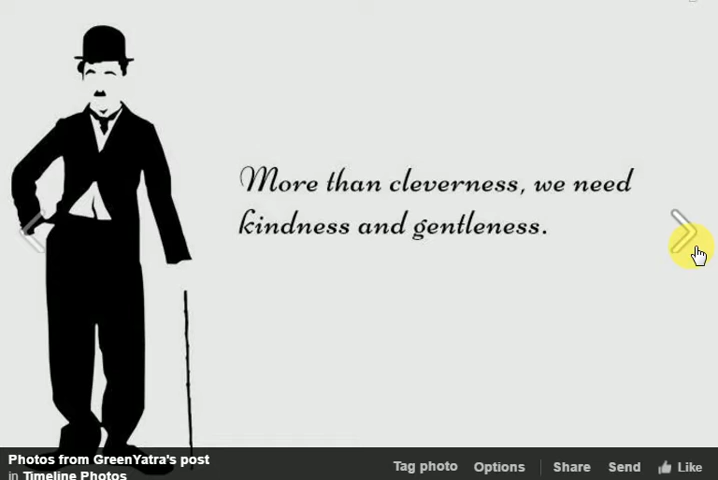 More than cleverness, we need
kindness and gentleness.
Photos from GreenYatra's post
in Timeline Photos
Tag photo Options Share Send Like